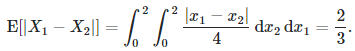 E[|X₁ − X₂|] = ∫₀² ∫₀² |x₁ − x₂|/4 dx₂ dx₁ = 2/3.